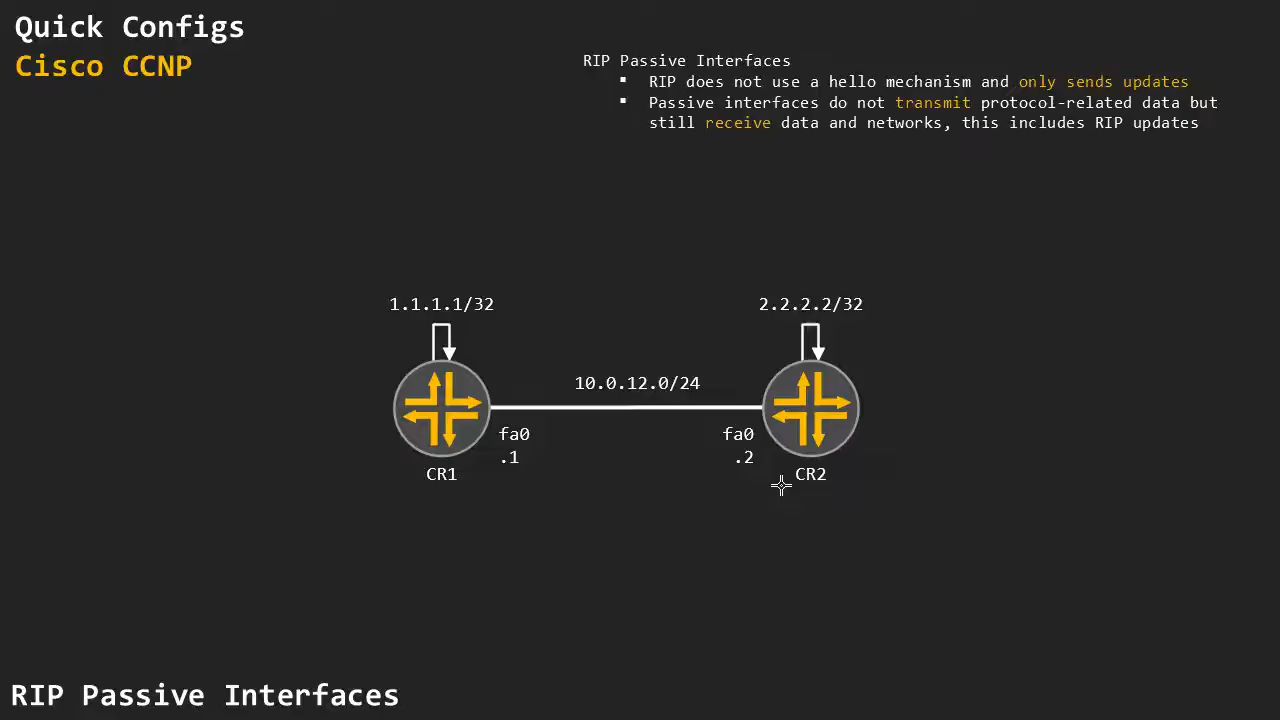 Quick Configs
Cisco CCNP
RIP Passive Interfaces
▪ RIP does not use a hello mechanism and only sends updates
▪ Passive interfaces do not transmit protocol-related data but
still receive data and networks, this includes RIP updates
1.1.1.1/32
2.2.2.2/32
10.0.12.0/24
fa0
fa0
.1
.2
CR1
CR2
RIP Passive Interfaces